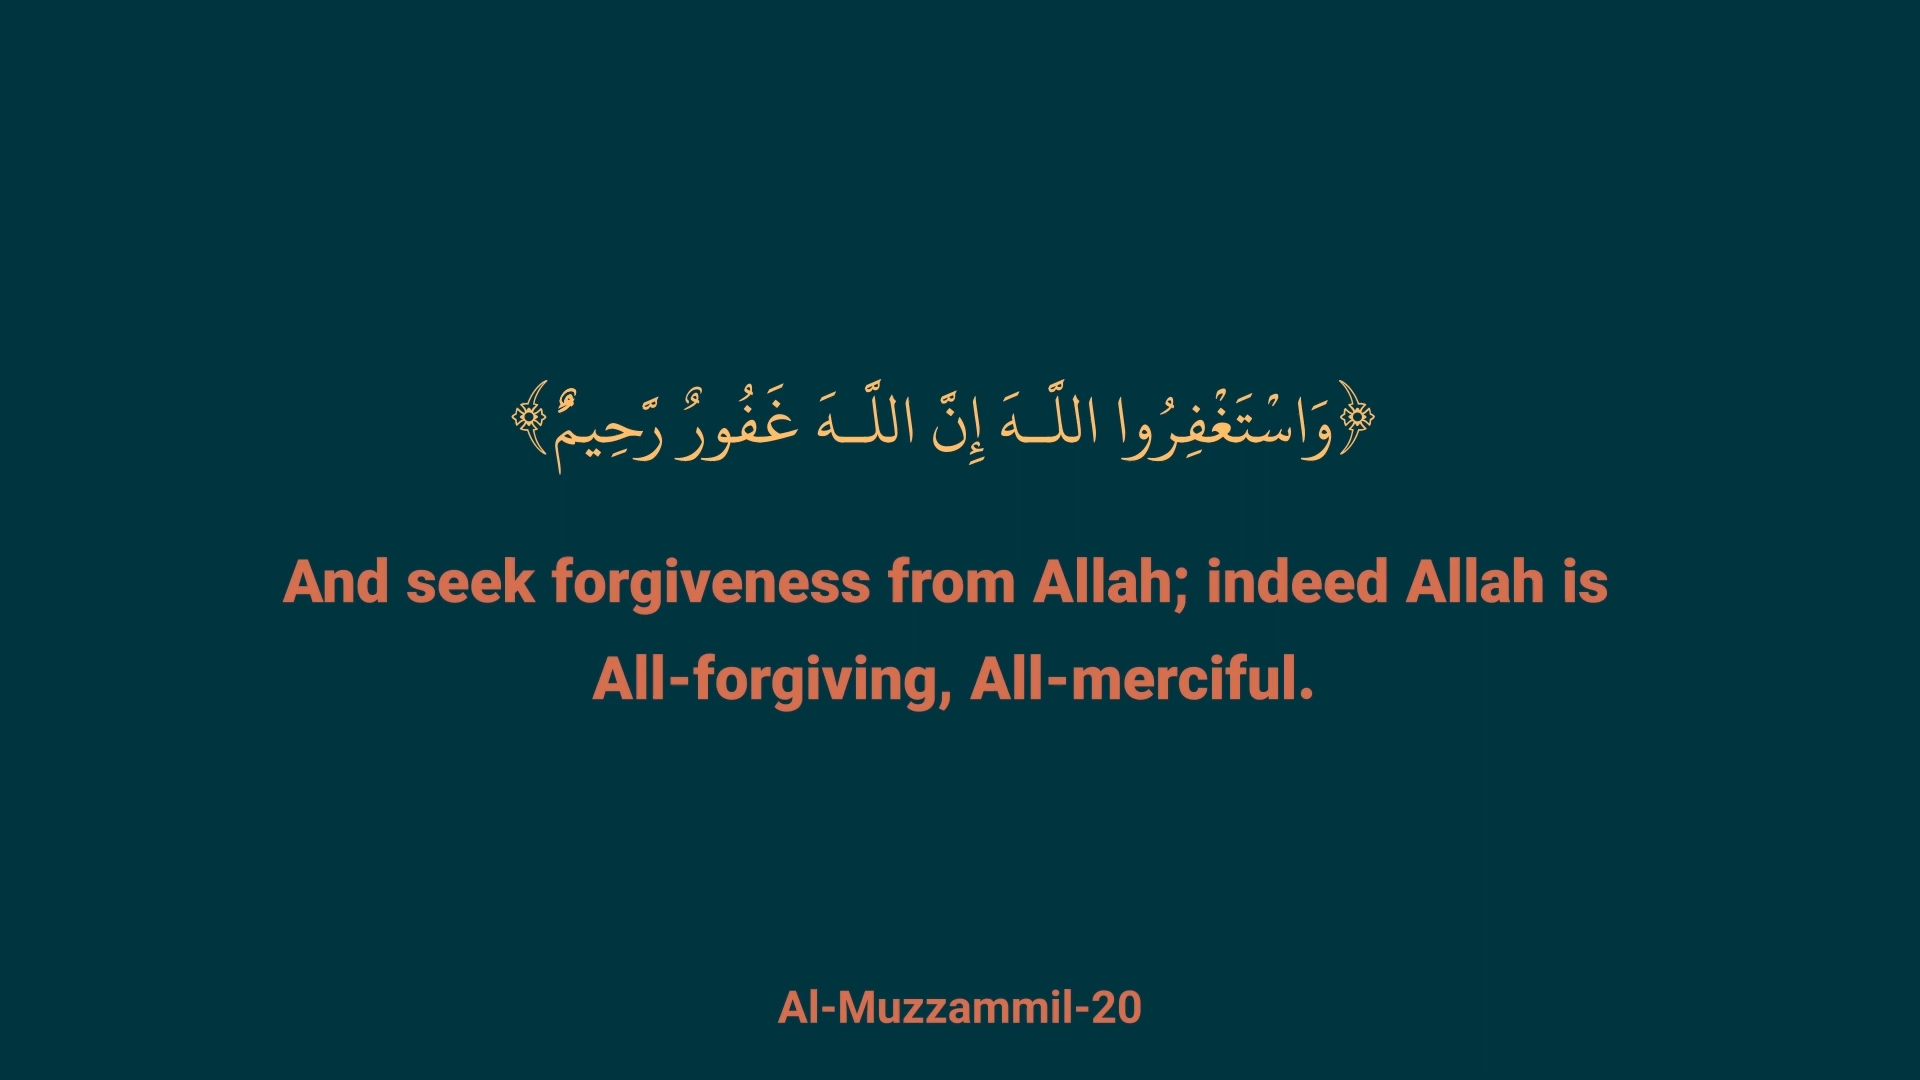 ﴿وَاسْتَغْفِرُوا اللَّـهَ إِنَّ اللَّـهَ غَفُورٌ رَّحِيمٌ﴾
And seek forgiveness from Allah; indeed Allah is
All-forgiving, All-merciful.
Al-Muzzammil-20